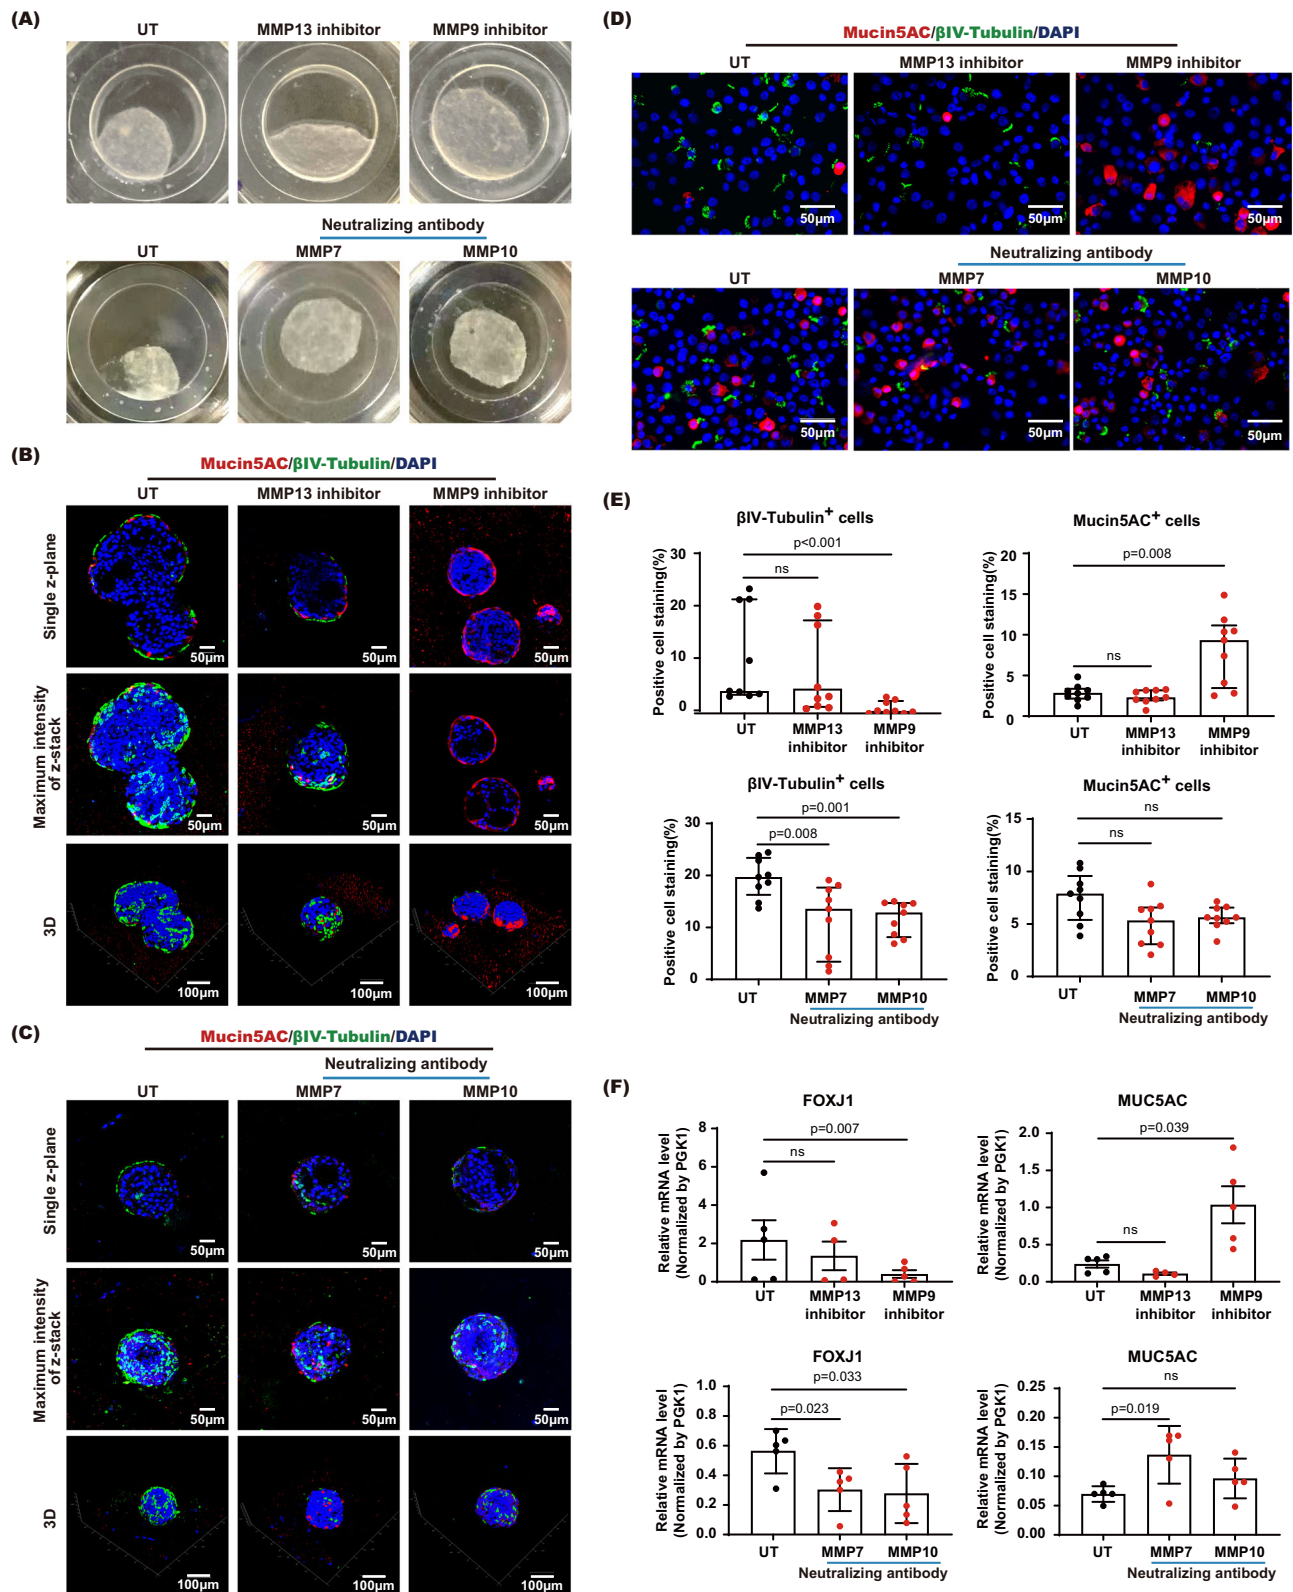 (A)
UT
MMP13 inhibitor
MMP9 inhibitor
Neutralizing antibody
UT
MMP7
MMP10
(B)
Mucin5AC/βIV-Tubulin/DAPI
UT
MMP13 inhibitor
MMP9 inhibitor
Single z-plane
50μm
50μm
50μm
Maximum intensity
of z-stack
50μm
50μm
50μm
3D
100μm
100μm
100μm
(C)
Mucin5AC/βIV-Tubulin/DAPI
Neutralizing antibody
UT
MMP7
MMP10
Single z-plane
50μm
50μm
50μm
Maximum intensity
of z-stack
50μm
50μm
50μm
3D
100μm
100μm
100μm
(D)
Mucin5AC/βIV-Tubulin/DAPI
UT
MMP13 inhibitor
MMP9 inhibitor
50μm
50μm
50μm
Neutralizing antibody
UT
MMP7
MMP10
50μm
50μm
50μm
(E)
βIV-Tubulin+ cells
Positive cell staining(%)
30
20
10
0
p<0.001
ns
UT
MMP13
inhibitor
MMP9
inhibitor
Mucin5AC+ cells
Positive cell staining(%)
20
15
10
5
0
p=0.008
ns
UT
MMP13
inhibitor
MMP9
inhibitor
βIV-Tubulin+ cells
Positive cell staining(%)
30
20
10
0
p=0.001
p=0.008
UT
MMP7
MMP10
Neutralizing antibody
Mucin5AC+ cells
Positive cell staining(%)
15
10
5
0
ns
ns
UT
MMP7
MMP10
Neutralizing antibody
(F)
FOXJ1
Relative mRNA level
(Normalized by PGK1)
8
6
4
2
0
p=0.007
ns
UT
MMP13
inhibitor
MMP9
inhibitor
MUC5AC
Relative mRNA level
(Normalized by PGK1)
2.0
1.5
1.0
0.5
0.0
p=0.039
ns
UT
MMP13
inhibitor
MMP9
inhibitor
FOXJ1
Relative mRNA level
(Normalized by PGK1)
1.0
0.8
0.6
0.4
0.2
0.0
p=0.033
p=0.023
UT
MMP7
MMP10
Neutralizing antibody
MUC5AC
Relative mRNA level
(Normalized by PGK1)
0.25
0.20
0.15
0.10
0.05
0.00
ns
p=0.019
UT
MMP7
MMP10
Neutralizing antibody